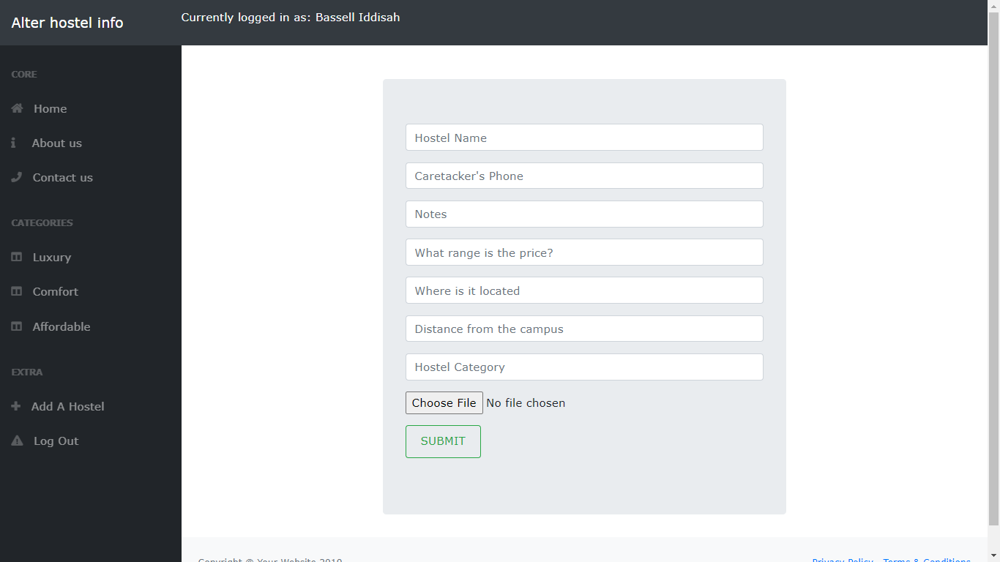 Alter hostel info
Currently logged in as: Bassell Iddisah
CORE
Home
About us
Contact us
CATEGORIES
Luxury
Comfort
Affordable
EXTRA
Add A Hostel
Log Out
Hostel Name
Caretacker's Phone
Notes
What range is the price?
Where is it located
Distance from the campus
Hostel Category
Choose File No file chosen
SUBMIT
Copyright © Your Website 2019
Privacy Policy · Terms & Conditions